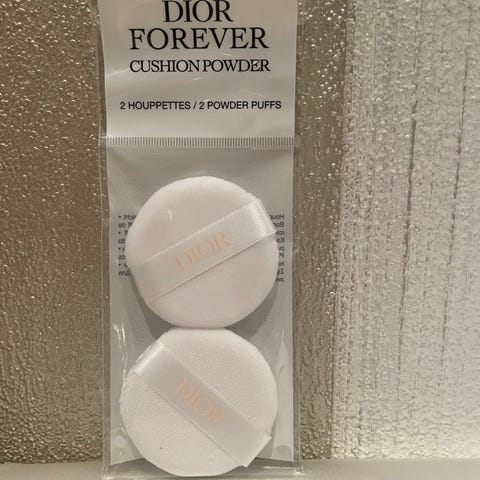 DIOR
FOREVER
CUSHION POWDER
2 HOUPPETTES / 2 POWDER PUFFS
DIOR
DIOR